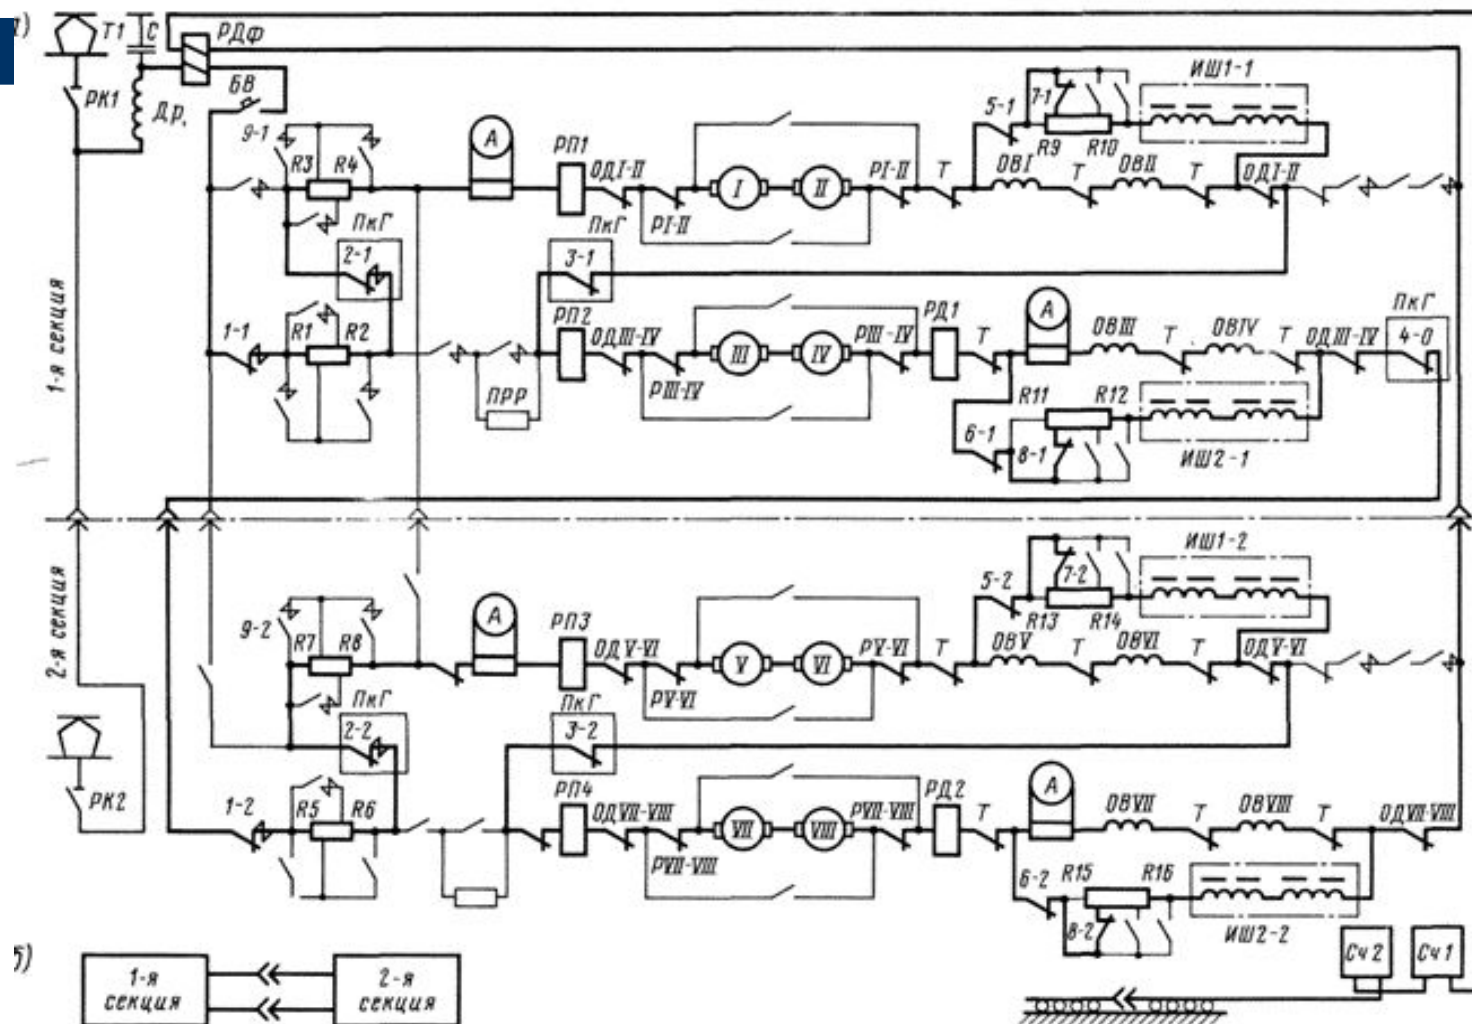 а)
Т1
С
РДФ
РК1
Др.
БВ
9-1
R3
R4
А
РП1
ОДI-II
РI-II
I
II
РI-II
Т
5-1
7-1
R9
R10
ИШ1-1
ОВI
Т
ОВII
Т
ОДI-II
ПкГ
2-1
ПкГ
3-1
1-я секция
1-1
R1
R2
ПРР
РП2
ОДIII-IV
РIII-IV
III
IV
РIII-IV
РД1
Т
А
ОВIII
Т
ОВIV
Т
ОДIII-IV
ПкГ
4-0
6-1
8-1
R11
R12
ИШ2-1
2-я секция
РК2
9-2
R7
R8
А
РП3
ОДV-VI
РV-VI
V
VI
РV-VI
Т
5-2
7-2
R13
R14
ИШ1-2
ОВV
Т
ОВVI
Т
ОДV-VI
ПкГ
2-2
ПкГ
3-2
1-2
R5
R6
РП4
ОДVII-VIII
РVII-VIII
VII
VIII
РVII-VIII
РД2
Т
А
ОВVII
Т
ОВVIII
Т
ОДVII-VIII
6-2
8-2
R15
R16
ИШ2-2
б)
1-я секция
2-я секция
Сч2
Сч1